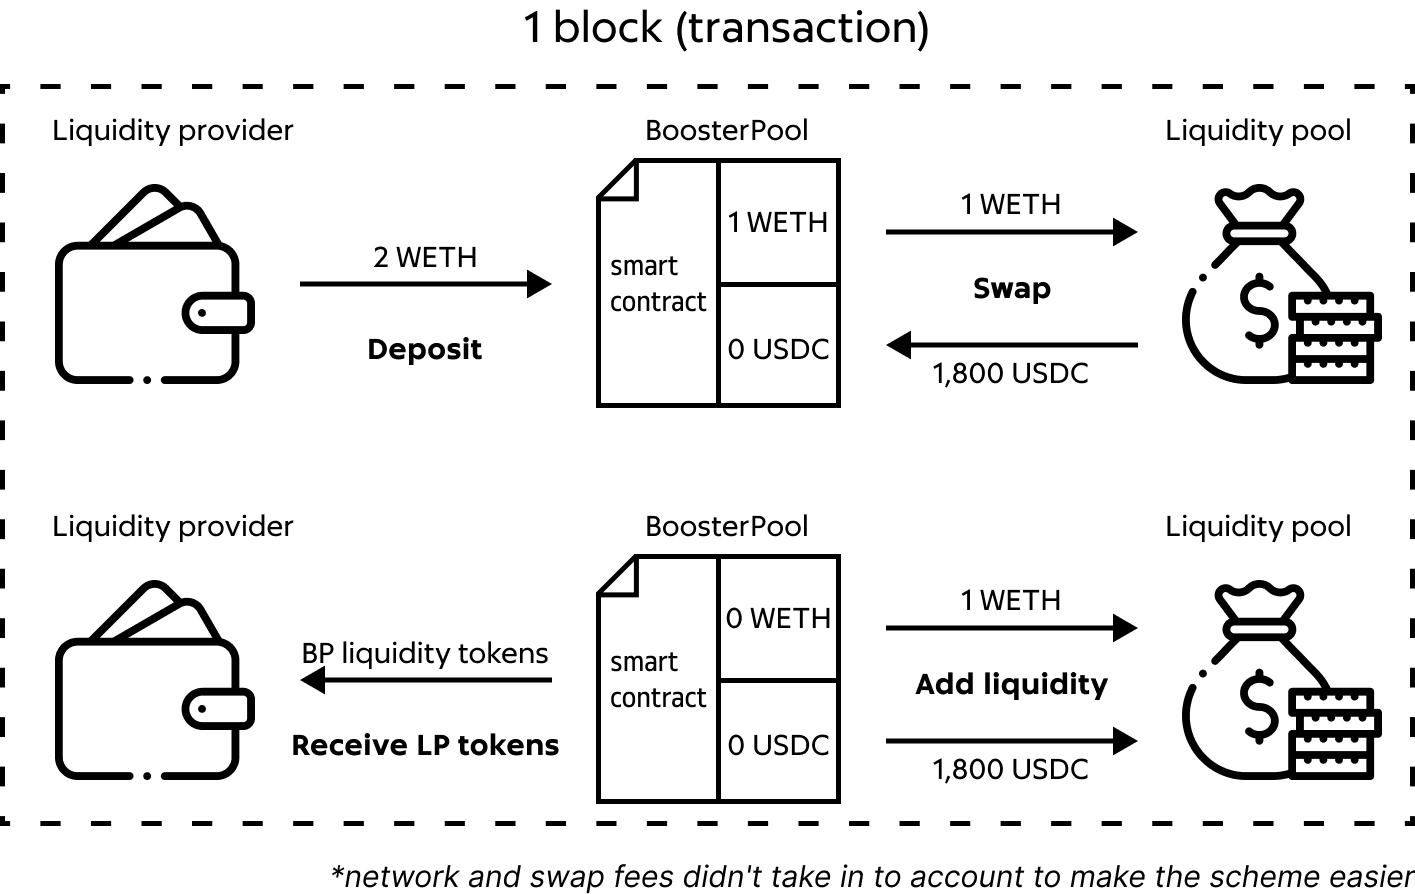 1 block (transaction)
Liquidity provider
BoosterPool
Liquidity pool
2 WETH
Deposit
smart
contract
1 WETH
0 USDC
1 WETH
Swap
1,800 USDC
$
Liquidity provider
BoosterPool
Liquidity pool
BP liquidity tokens
Receive LP tokens
smart
contract
0 WETH
0 USDC
1 WETH
Add liquidity
1,800 USDC
$
*network and swap fees didn't take in to account to make the scheme easier